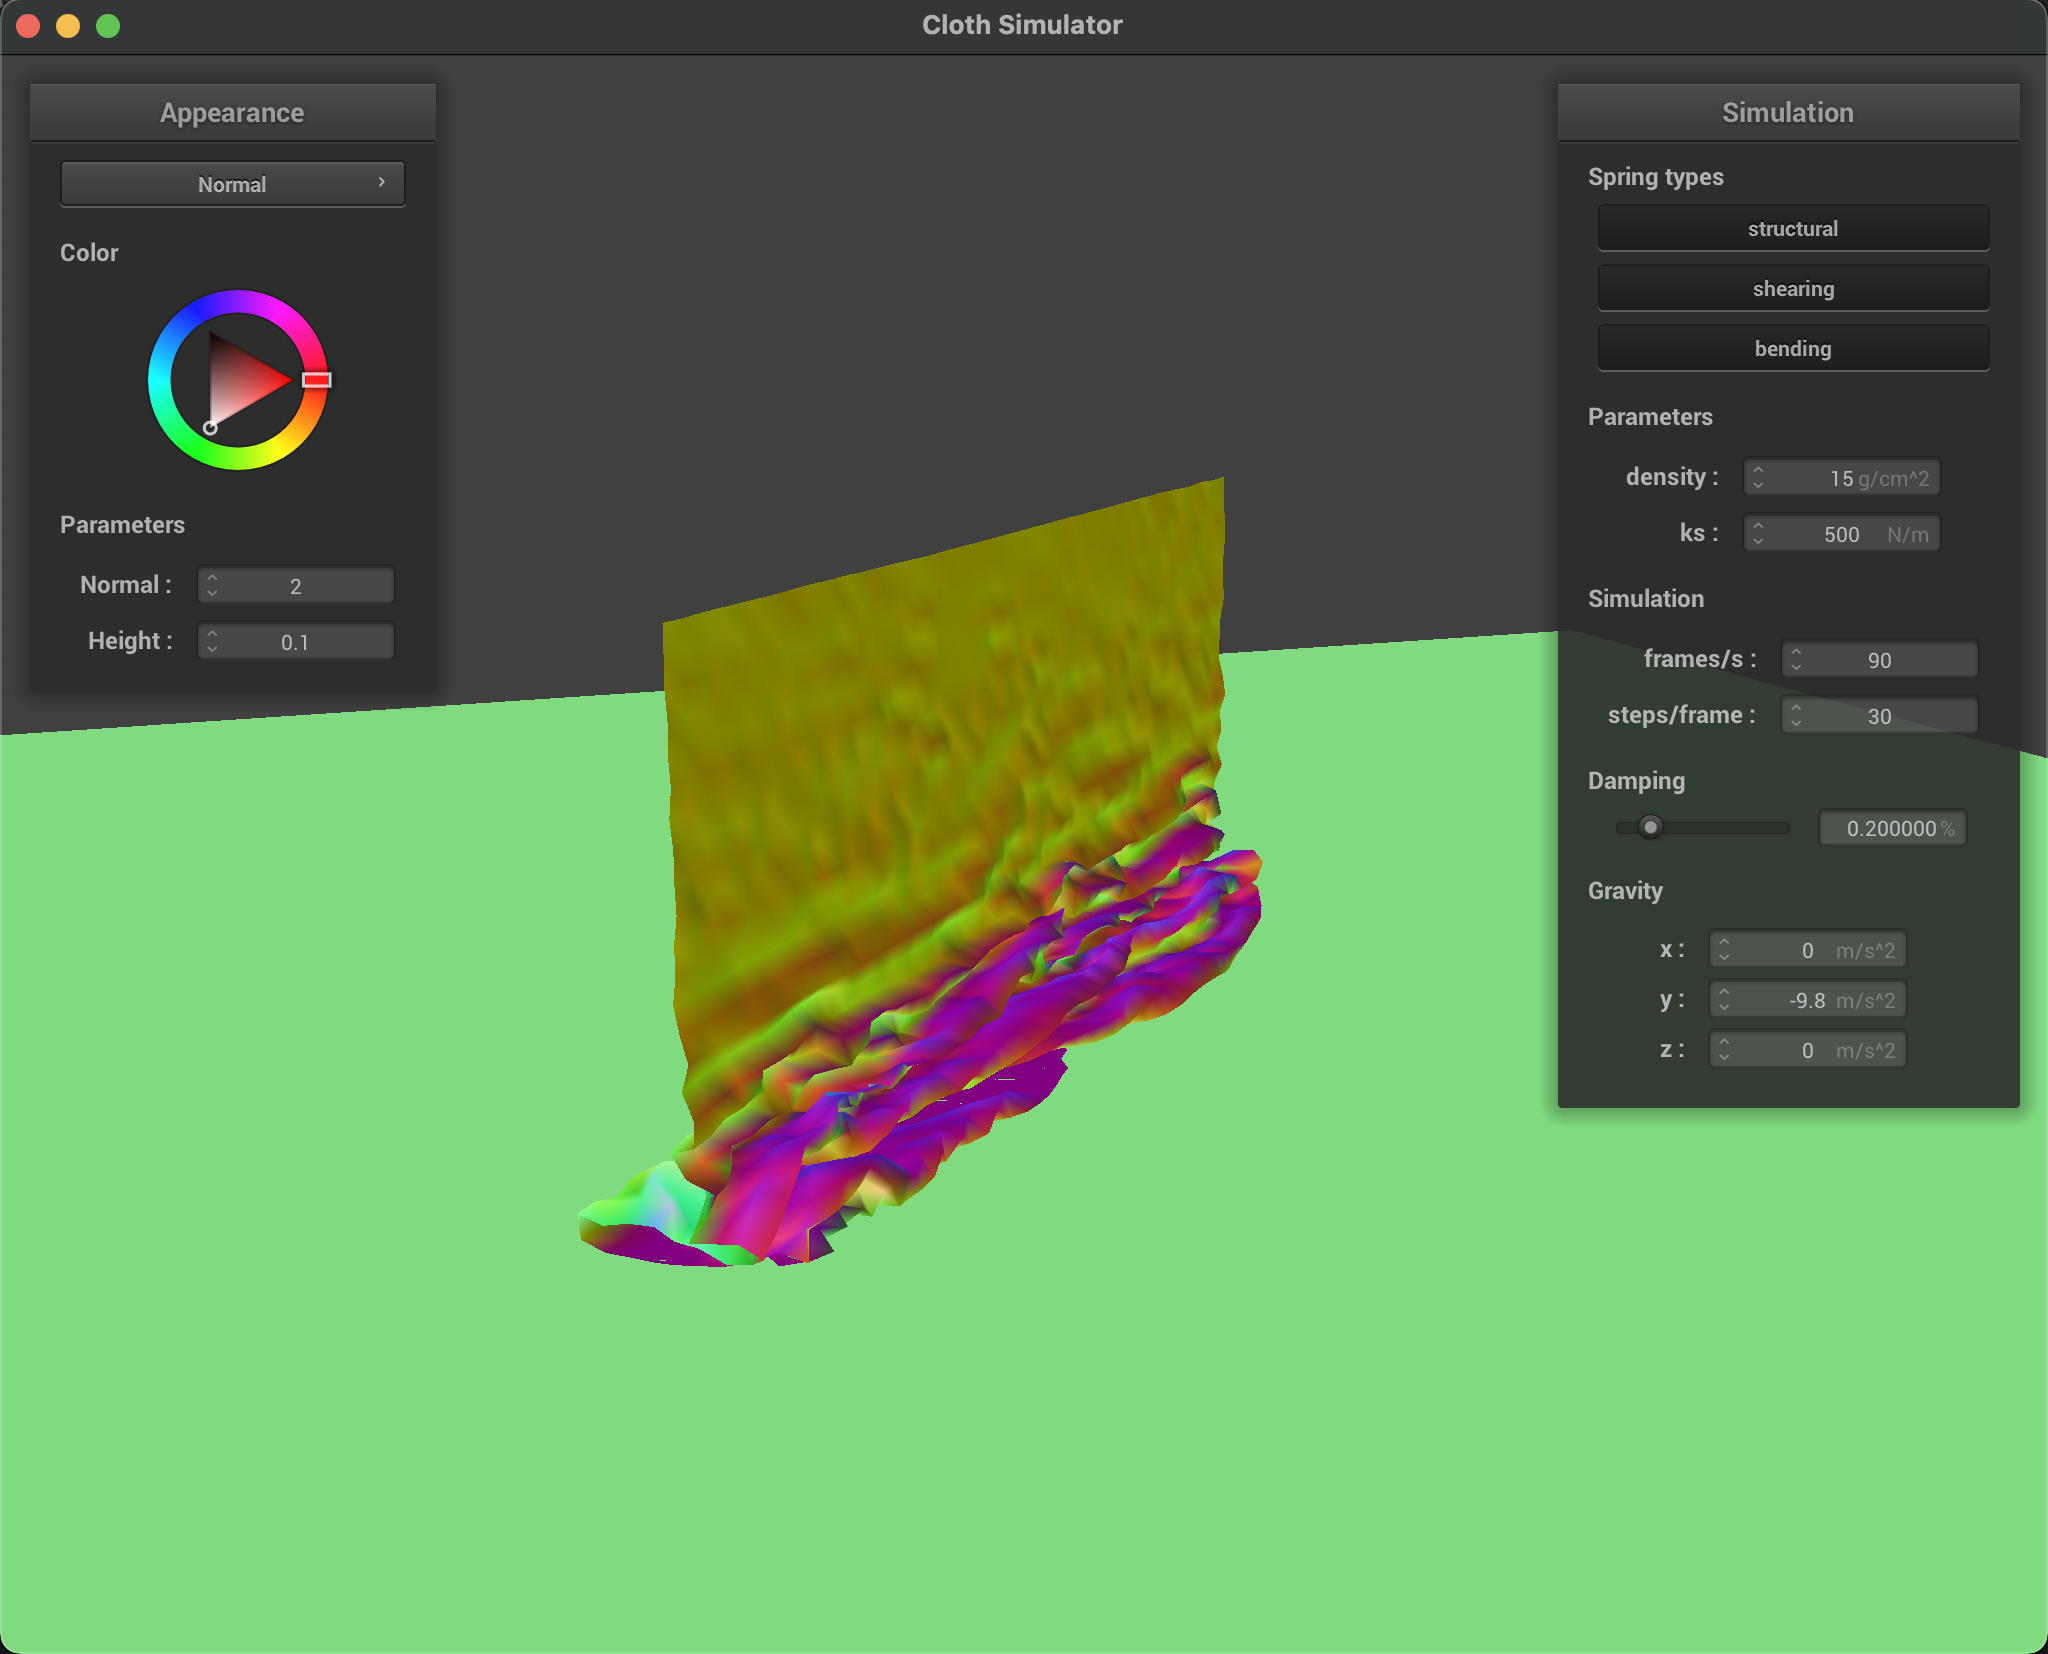 Cloth Simulator
Appearance
Normal
Color
Parameters
Normal : 2
Height : 0.1
Simulation
Spring types
structural
shearing
bending
Parameters
density : 15 g/cm^2
ks : 500 N/m
Simulation
frames/s : 90
steps/frame : 30
Damping
0.200000 %
Gravity
x : 0 m/s^2
y : -9.8 m/s^2
z : 0 m/s^2